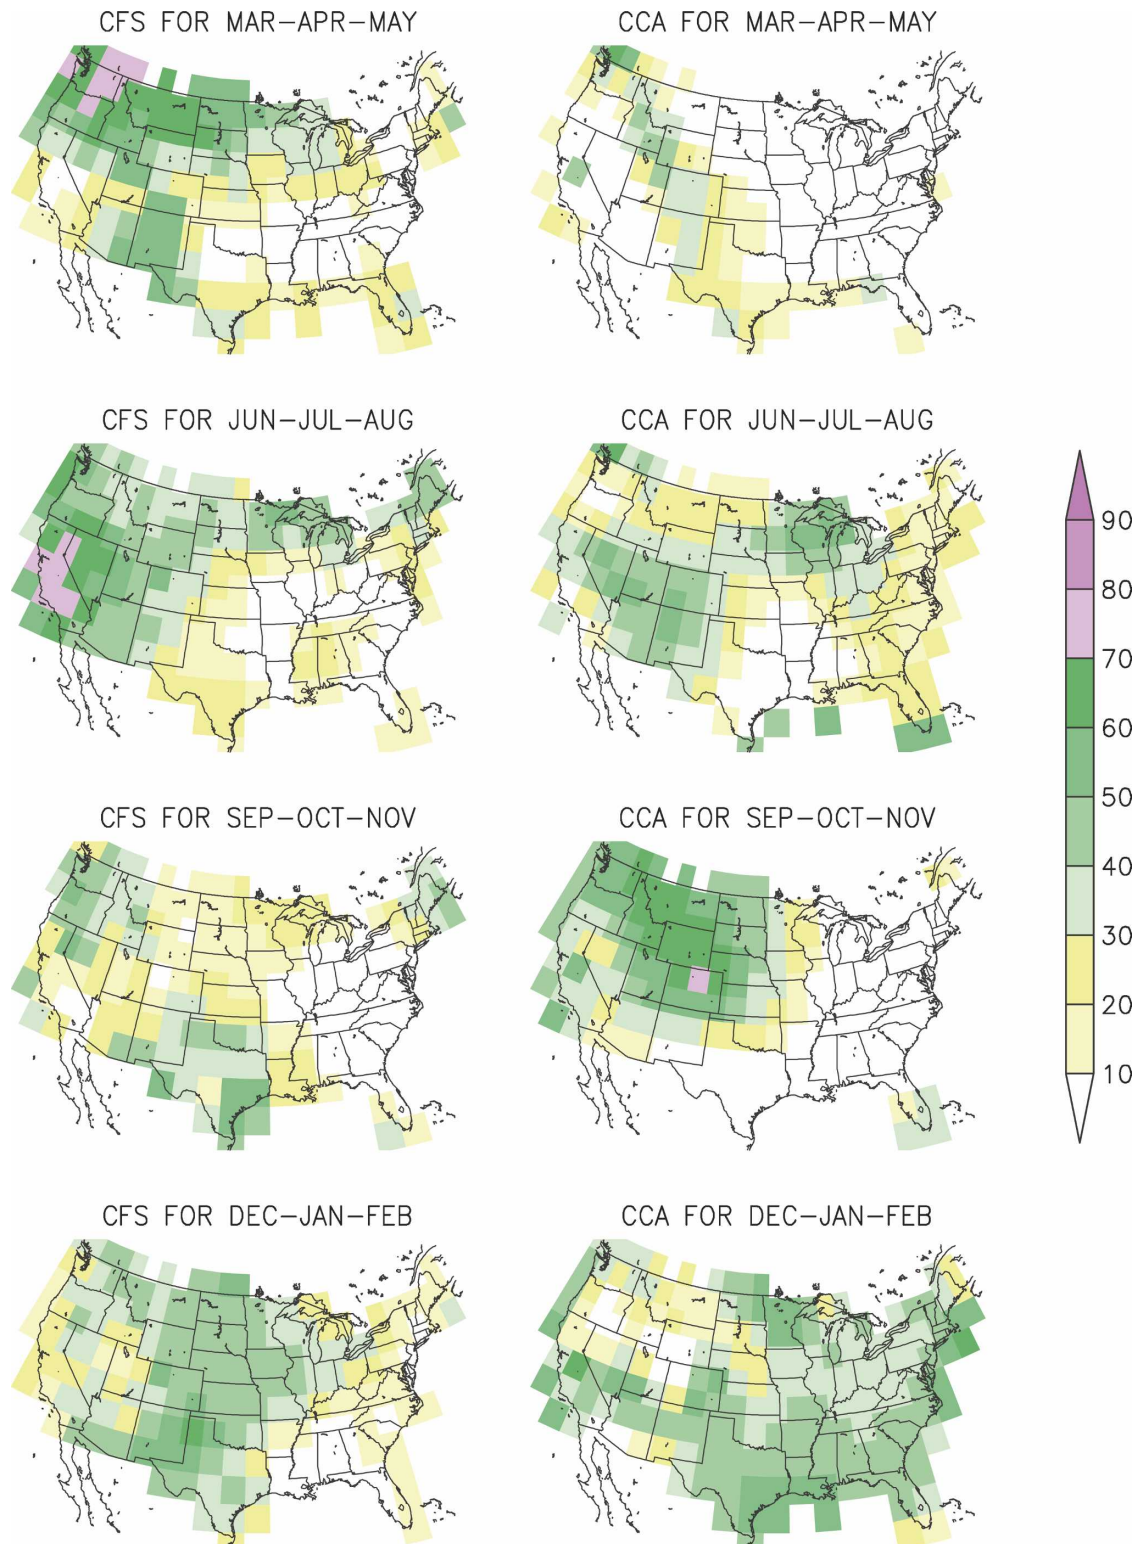 CFS FOR MAR-APR-MAY
CCA FOR MAR-APR-MAY
CFS FOR JUN-JUL-AUG
CCA FOR JUN-JUL-AUG
90
80
70
60
50
40
30
20
10
CFS FOR SEP-OCT-NOV
CCA FOR SEP-OCT-NOV
CFS FOR DEC-JAN-FEB
CCA FOR DEC-JAN-FEB